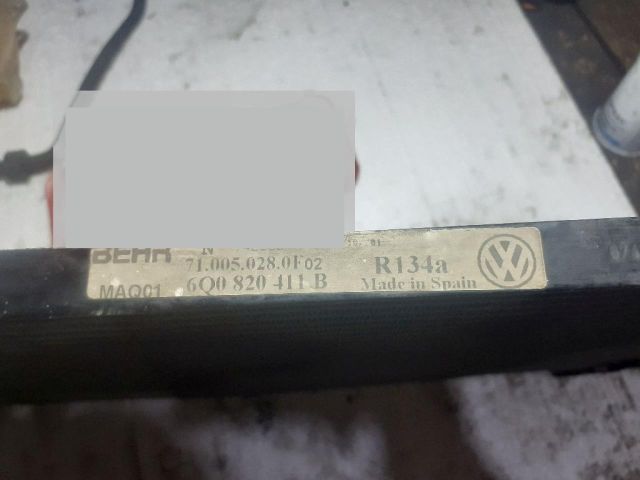 BEHR
71.005.028.0F02 R134a
MAQ01 6Q0 820 411 B Made in Spain